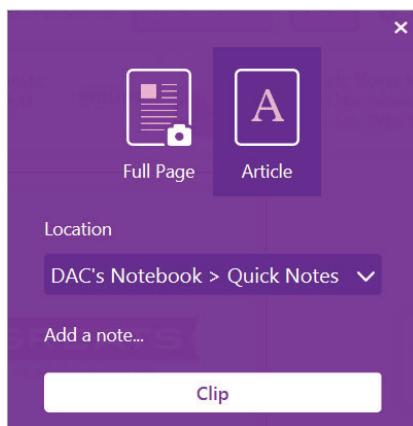 ×
A
Full Page
Article
Location
DAC's Notebook > Quick Notes
Add a note...
Clip